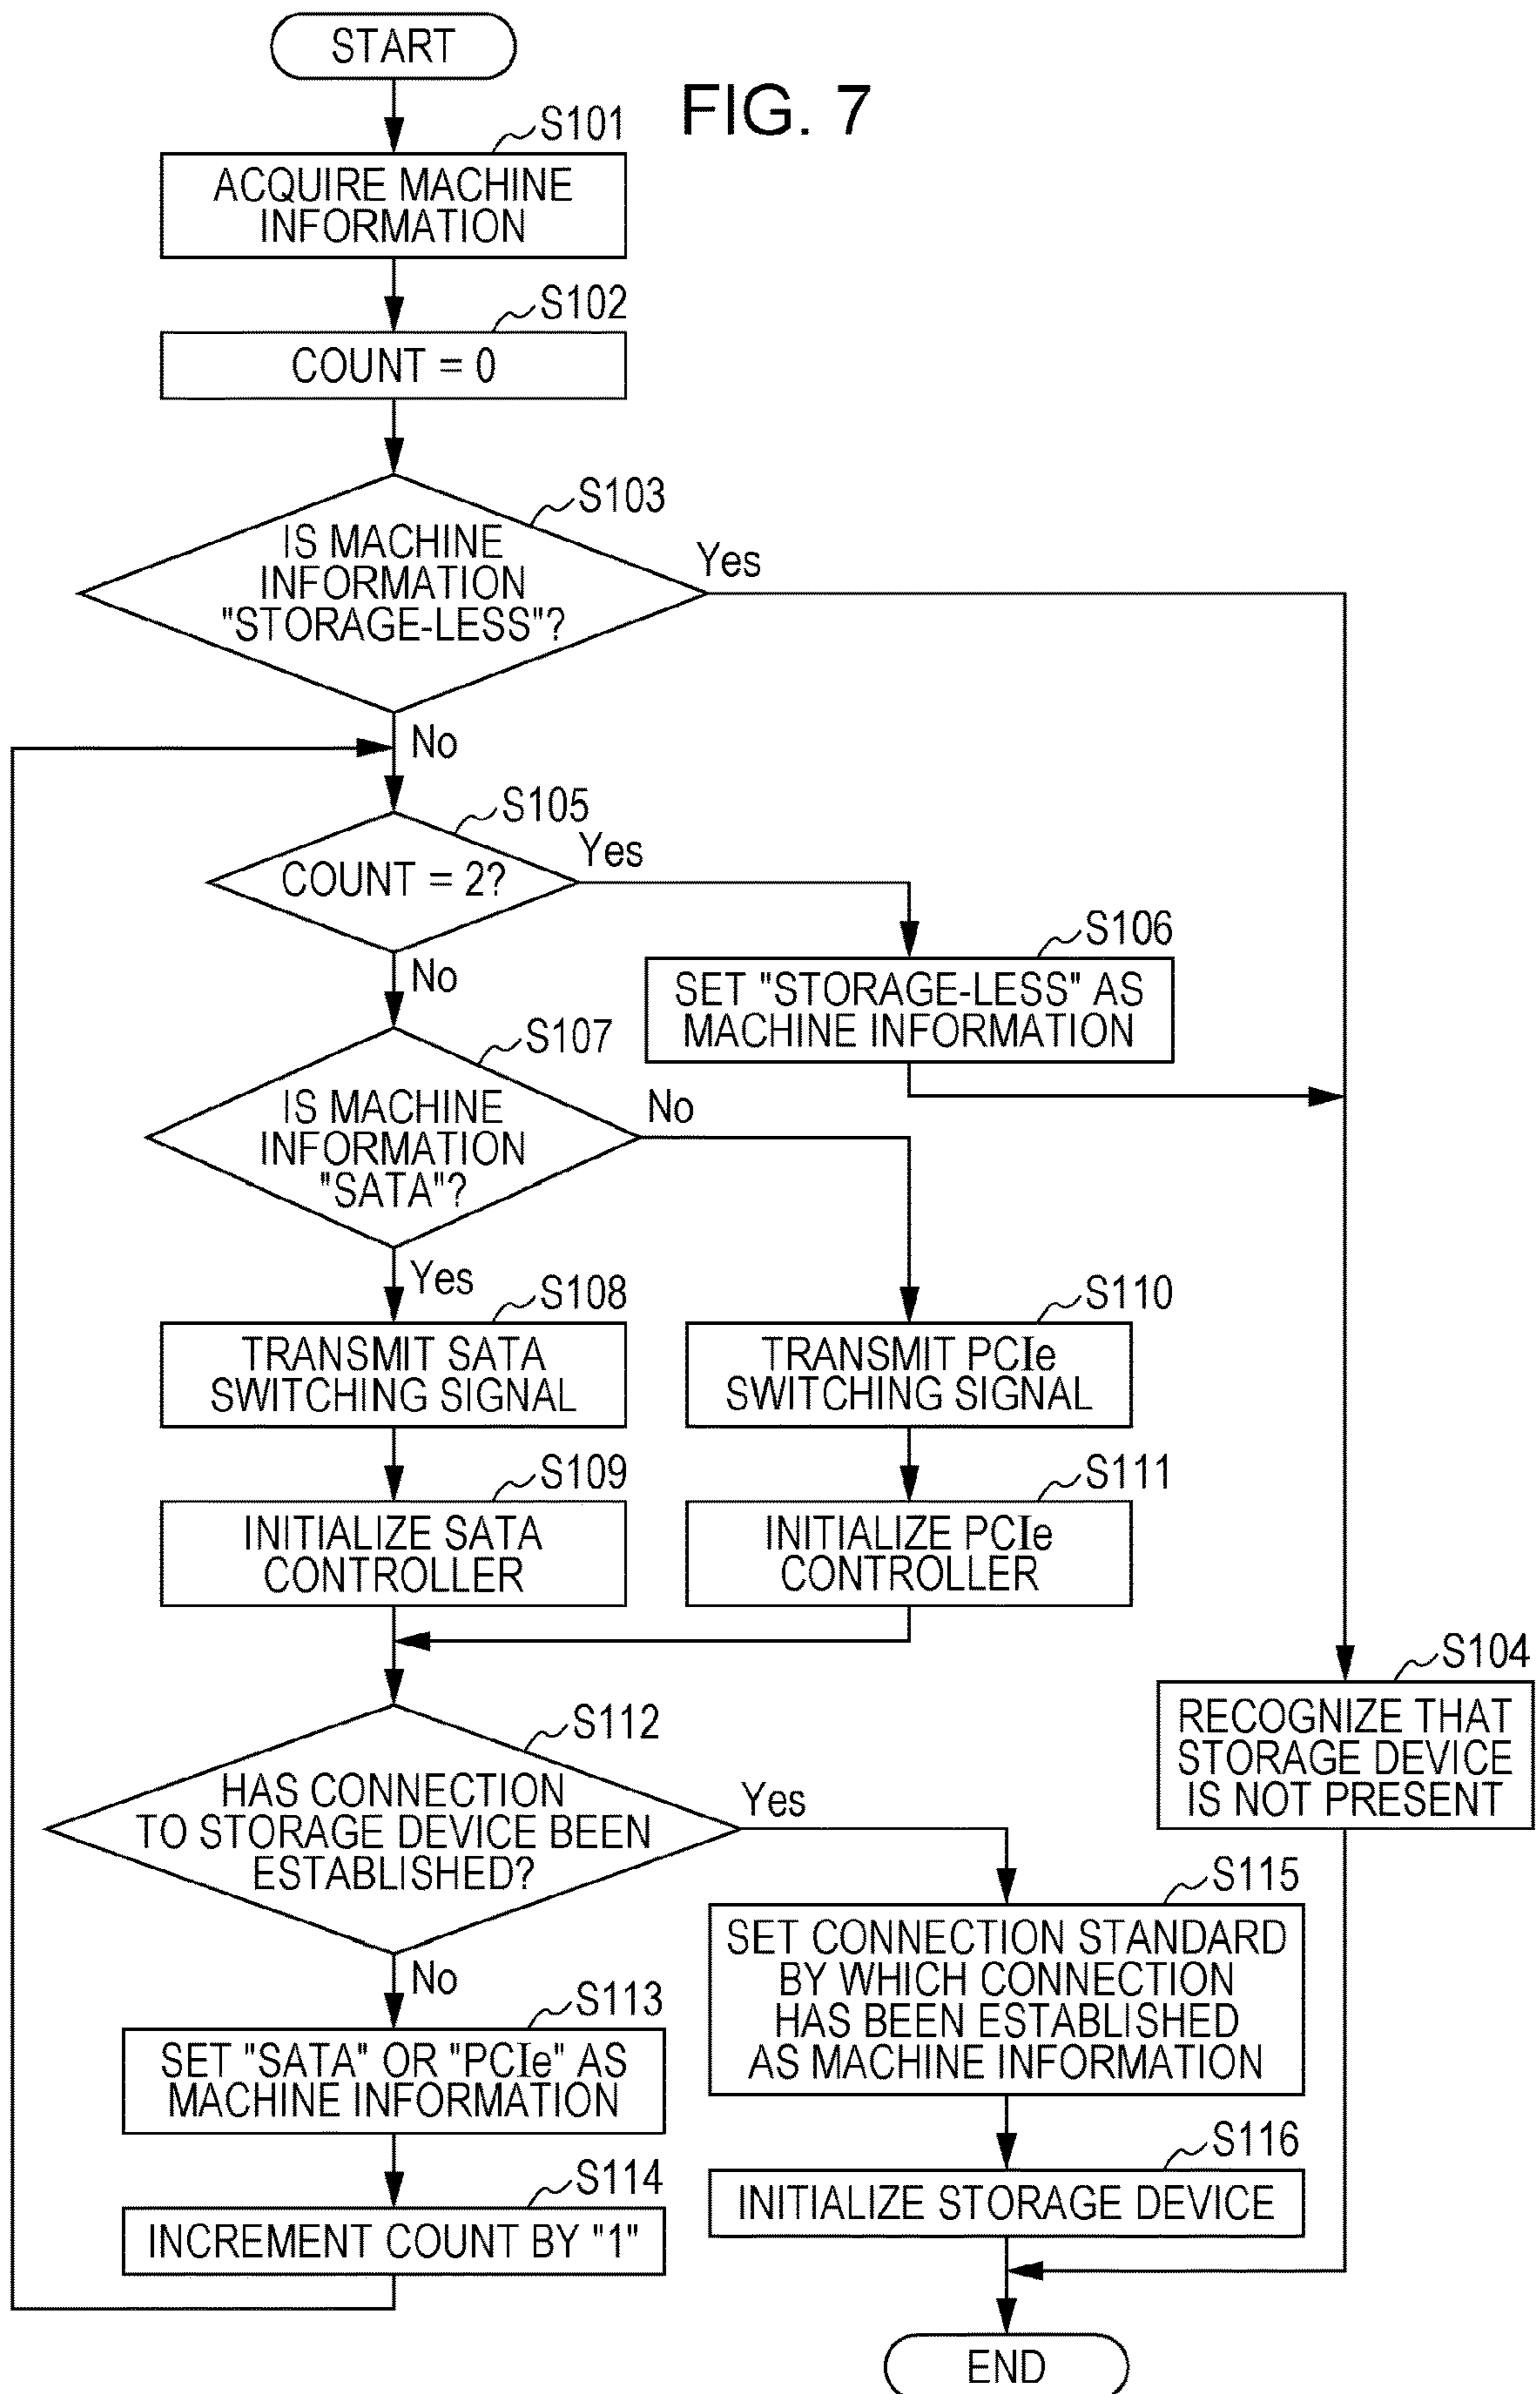 START
FIG. 7
S101
ACQUIRE MACHINE
INFORMATION
S102
COUNT = 0
S103
IS MACHINE
INFORMATION
"STORAGE-LESS"?
Yes
No
S105
COUNT = 2?
Yes
No
S106
SET "STORAGE-LESS" AS
MACHINE INFORMATION
S107
IS MACHINE
INFORMATION
"SATA"?
No
Yes
S108
TRANSMIT SATA
SWITCHING SIGNAL
S110
TRANSMIT PCIe
SWITCHING SIGNAL
S109
INITIALIZE SATA
CONTROLLER
S111
INITIALIZE PCIe
CONTROLLER
S104
RECOGNIZE THAT
STORAGE DEVICE
IS NOT PRESENT
S112
HAS CONNECTION
TO STORAGE DEVICE BEEN
ESTABLISHED?
Yes
No
S115
SET CONNECTION STANDARD
BY WHICH CONNECTION
HAS BEEN ESTABLISHED
AS MACHINE INFORMATION
S113
SET "SATA" OR "PCIe" AS
MACHINE INFORMATION
S116
INITIALIZE STORAGE DEVICE
S114
INCREMENT COUNT BY "1"
END